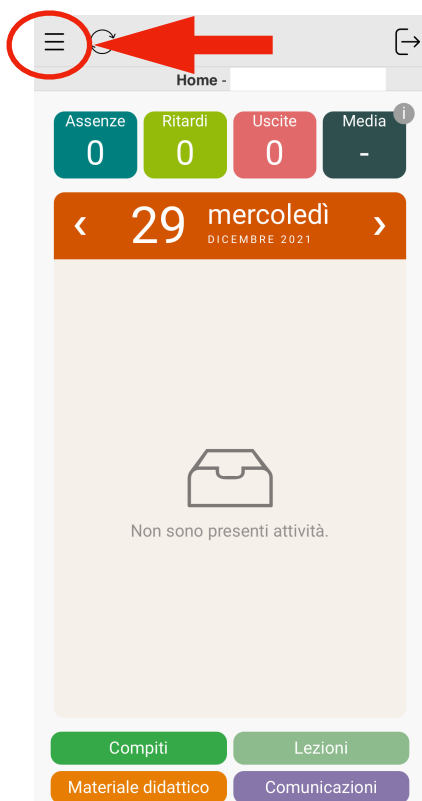 Home -
Assenze Ritardi Uscite Media i
0 0 0 -
29 mercoledì
DICEMBRE 2021
Non sono presenti attività.
Compiti Lezioni
Materiale didattico Comunicazioni